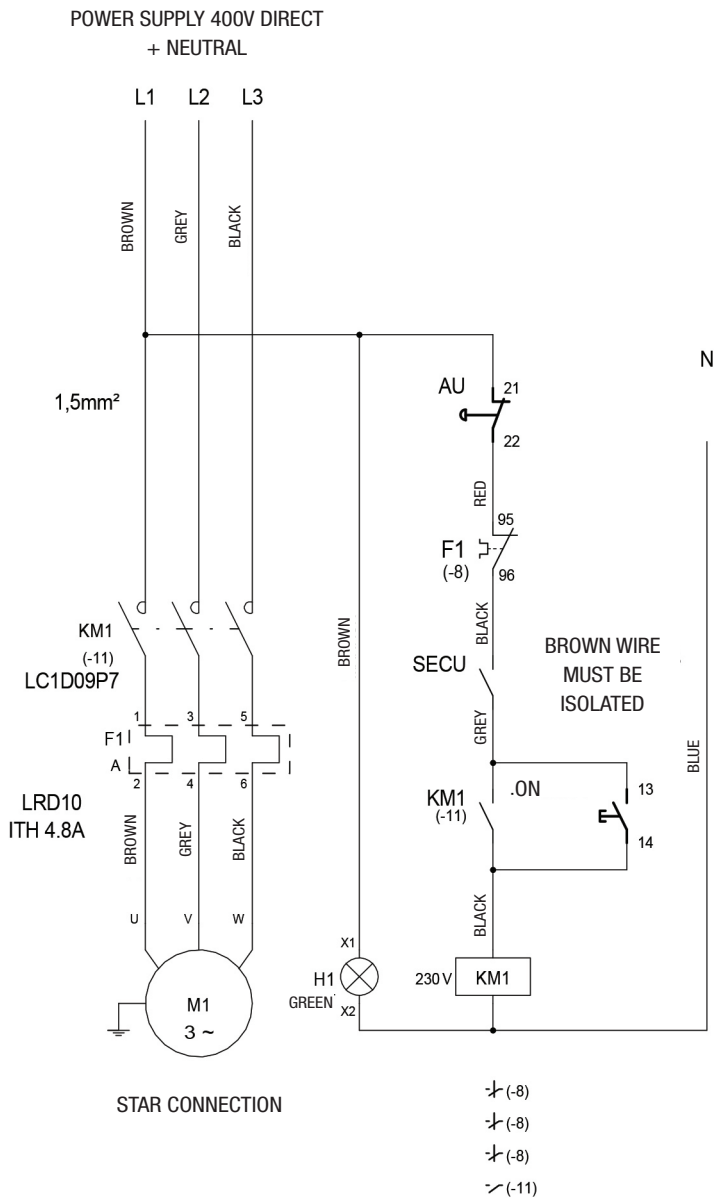 POWER SUPPLY 400V DIRECT
+ NEUTRAL
L1
L2
L3
BROWN
GREY
BLACK
N
1,5mm²
AU
21
22
RED
95
F1
(-8)
96
BLACK
KM1
(-11)
LC1D09P7
BROWN
SECU
BROWN WIRE
MUST BE
ISOLATED
GREY
BLUE
1
3
5
F1
A
2
4
6
LRD10
ITH 4.8A
BROWN
GREY
BLACK
KM1
(-11)
.ON
13
14
BLACK
U
V
W
X1
H1
GREEN
X2
230 V
KM1
M1
3 ~
STAR CONNECTION
(-8)
(-8)
(-8)
(-11)